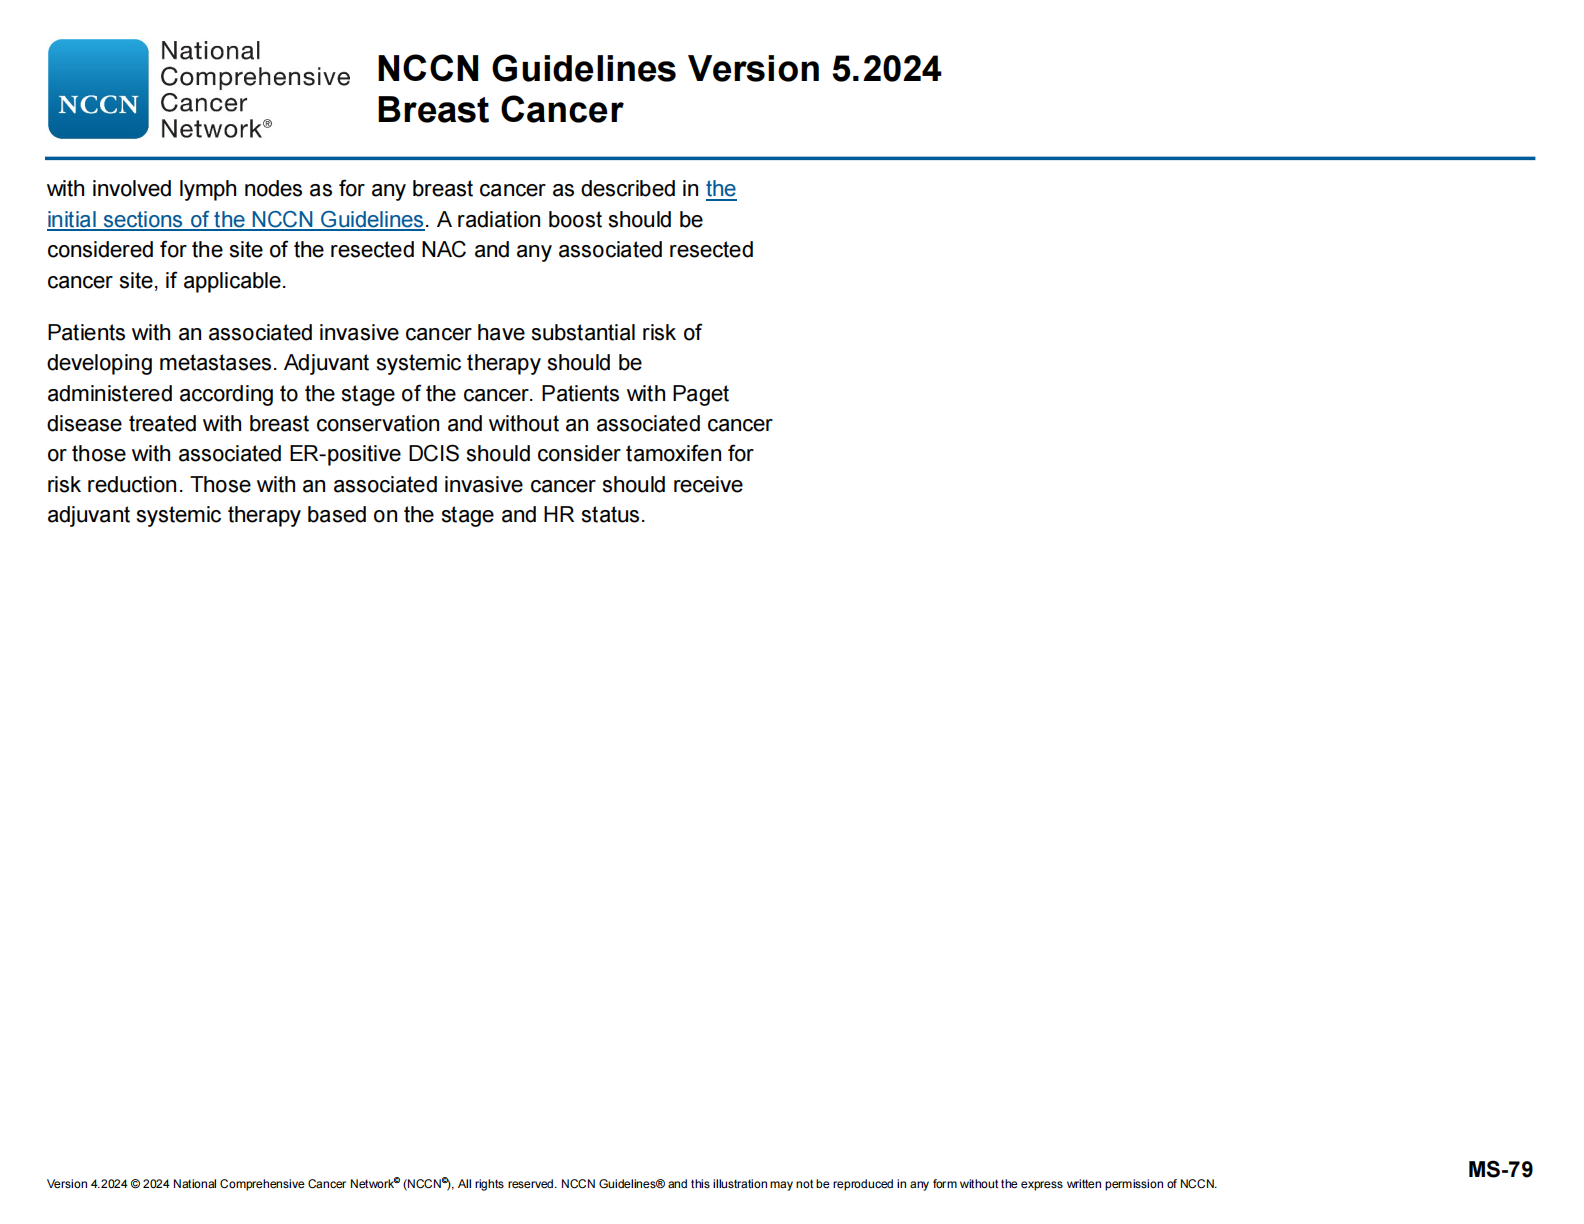 NCCN
National
Comprehensive
Cancer
Network®
NCCN Guidelines Version 5.2024
Breast Cancer
with involved lymph nodes as for any breast cancer as described in the
initial sections of the NCCN Guidelines. A radiation boost should be
considered for the site of the resected NAC and any associated resected
cancer site, if applicable.
Patients with an associated invasive cancer have substantial risk of
developing metastases. Adjuvant systemic therapy should be
administered according to the stage of the cancer. Patients with Paget
disease treated with breast conservation and without an associated cancer
or those with associated ER-positive DCIS should consider tamoxifen for
risk reduction. Those with an associated invasive cancer should receive
adjuvant systemic therapy based on the stage and HR status.
MS-79
Version 4.2024 © 2024 National Comprehensive Cancer Network© (NCCN©), All rights reserved. NCCN Guidelines® and this illustration may not be reproduced in any form without the express written permission of NCCN.